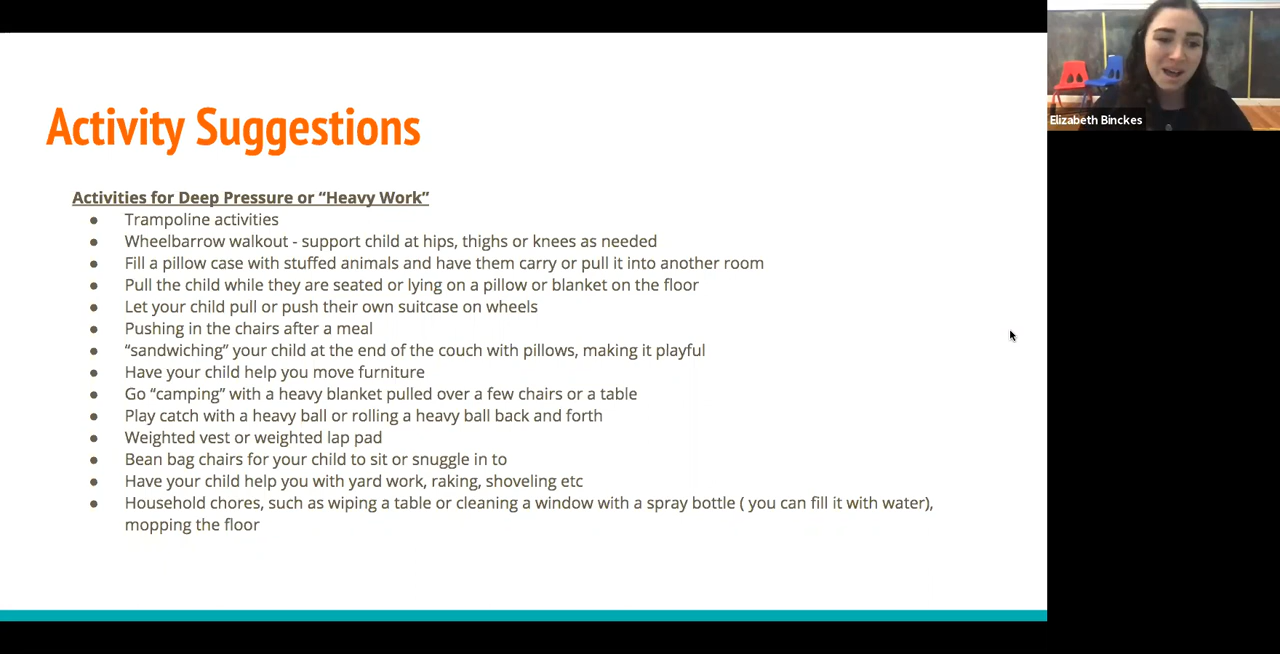 Activity Suggestions
Activities for Deep Pressure or “Heavy Work”
● Trampoline activities
● Wheelbarrow walkout - support child at hips, thighs or knees as needed
● Fill a pillow case with stuffed animals and have them carry or pull it into another room
● Pull the child while they are seated or lying on a pillow or blanket on the floor
● Let your child pull or push their own suitcase on wheels
● Pushing in the chairs after a meal
● “sandwiching” your child at the end of the couch with pillows, making it playful
● Have your child help you move furniture
● Go “camping” with a heavy blanket pulled over a few chairs or a table
● Play catch with a heavy ball or rolling a heavy ball back and forth
● Weighted vest or weighted lap pad
● Bean bag chairs for your child to sit or snuggle in to
● Have your child help you with yard work, raking, shoveling etc
● Household chores, such as wiping a table or cleaning a window with a spray bottle ( you can fill it with water),
mopping the floor
Elizabeth Binckes